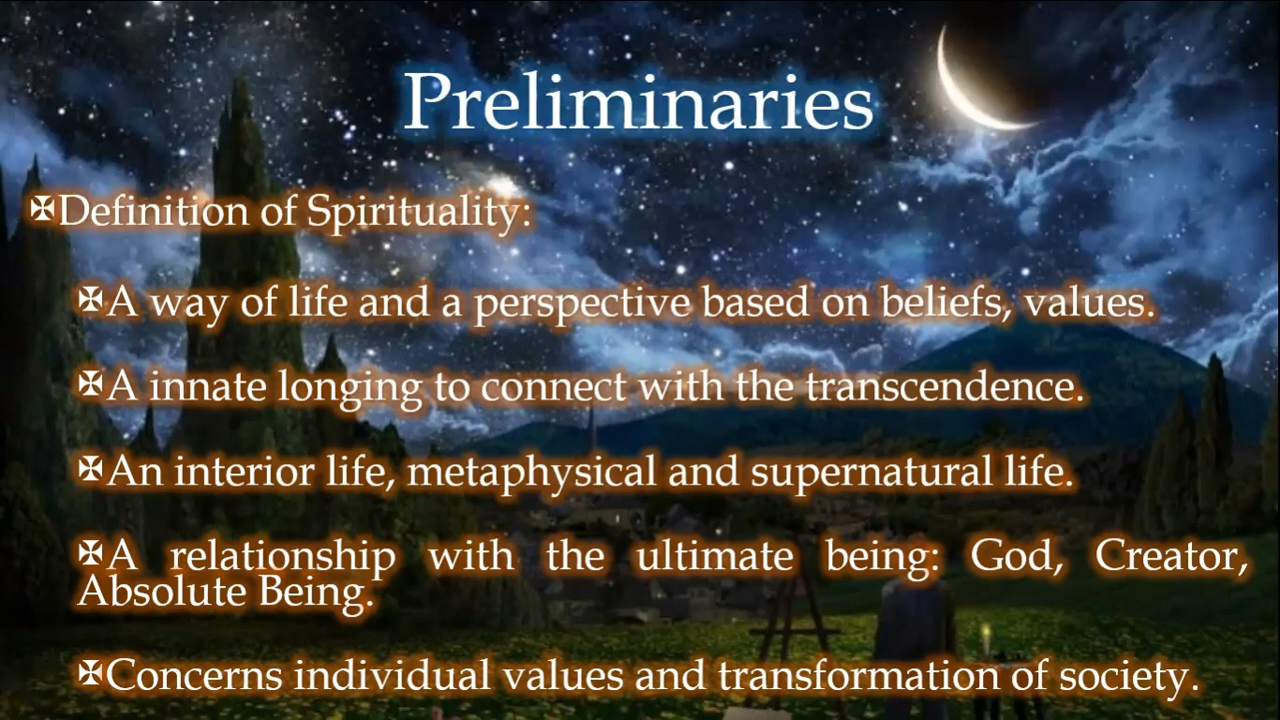 Preliminaries
✠Definition of Spirituality:
✠A way of life and a perspective based on beliefs, values.
✠A innate longing to connect with the transcendence.
✠An interior life, metaphysical and supernatural life.
✠A relationship with the ultimate being: God, Creator,
Absolute Being.
✠Concerns individual values and transformation of society.